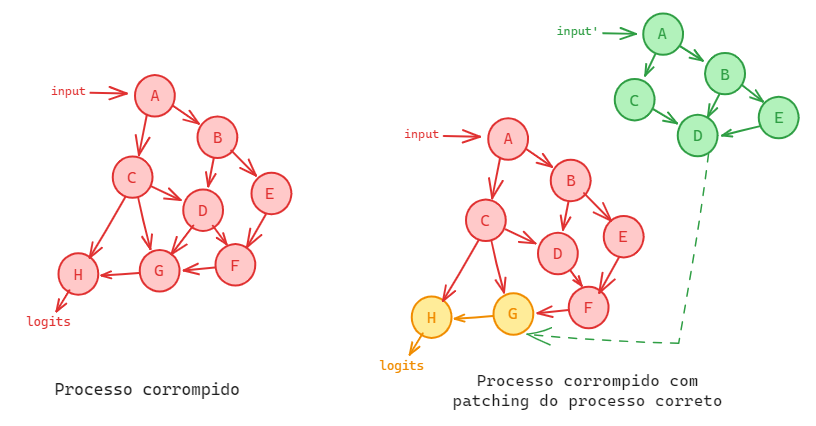 input
A
B
C
D
E
H
G
F
logits
Processo corrompido
input'
A
B
C
D
E
input
A
B
C
D
E
F
G
H
logits
Processo corrompido com
patching do processo correto